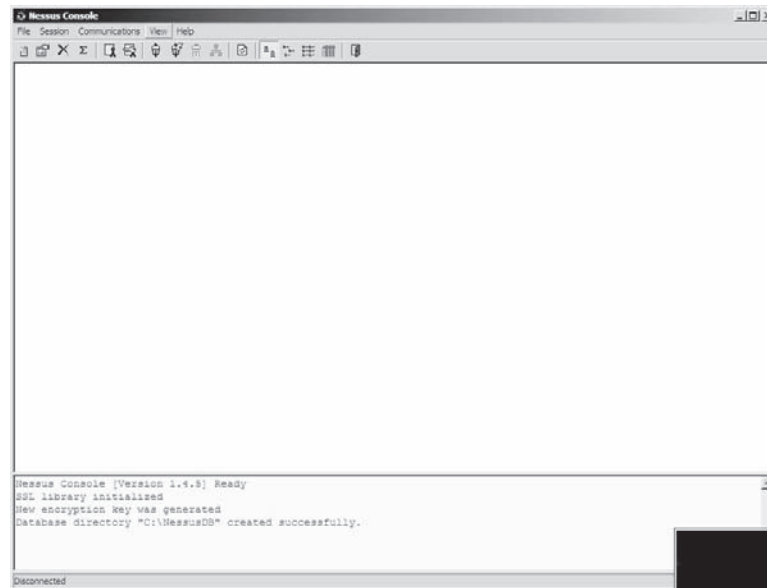 Nessus Console
File Session Communications View Help
Nessus Console [Version 1.4.5] Ready
SSL library initialized
New encryption key was generated
Database directory "C:\NessusDB" created successfully.
Disconnected